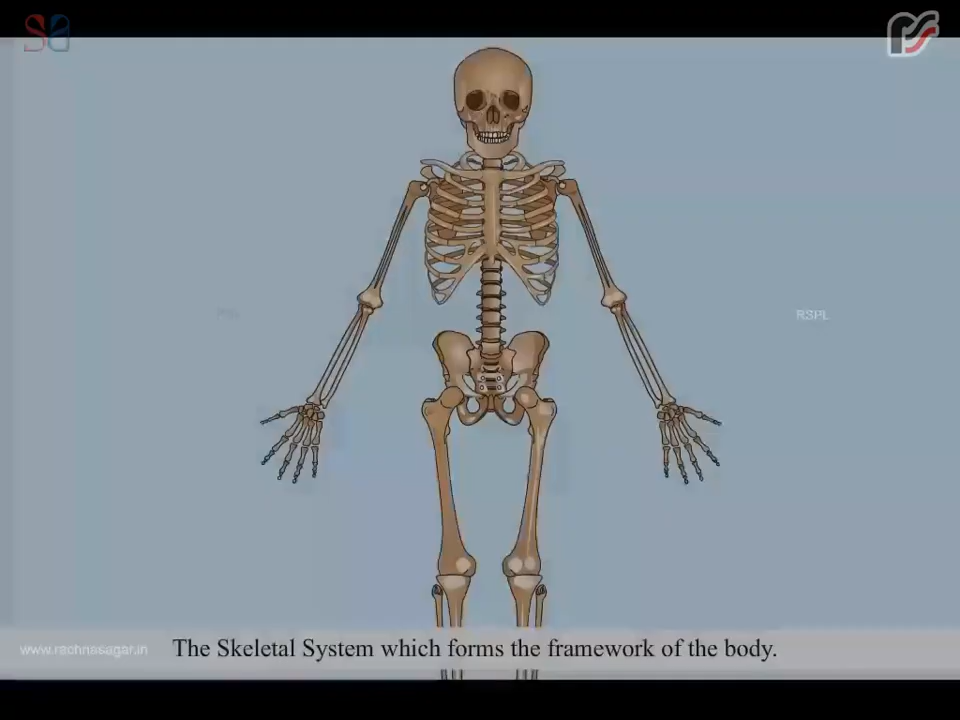 RSPL
www.rachnasagar.in
The Skeletal System which forms the framework of the body.